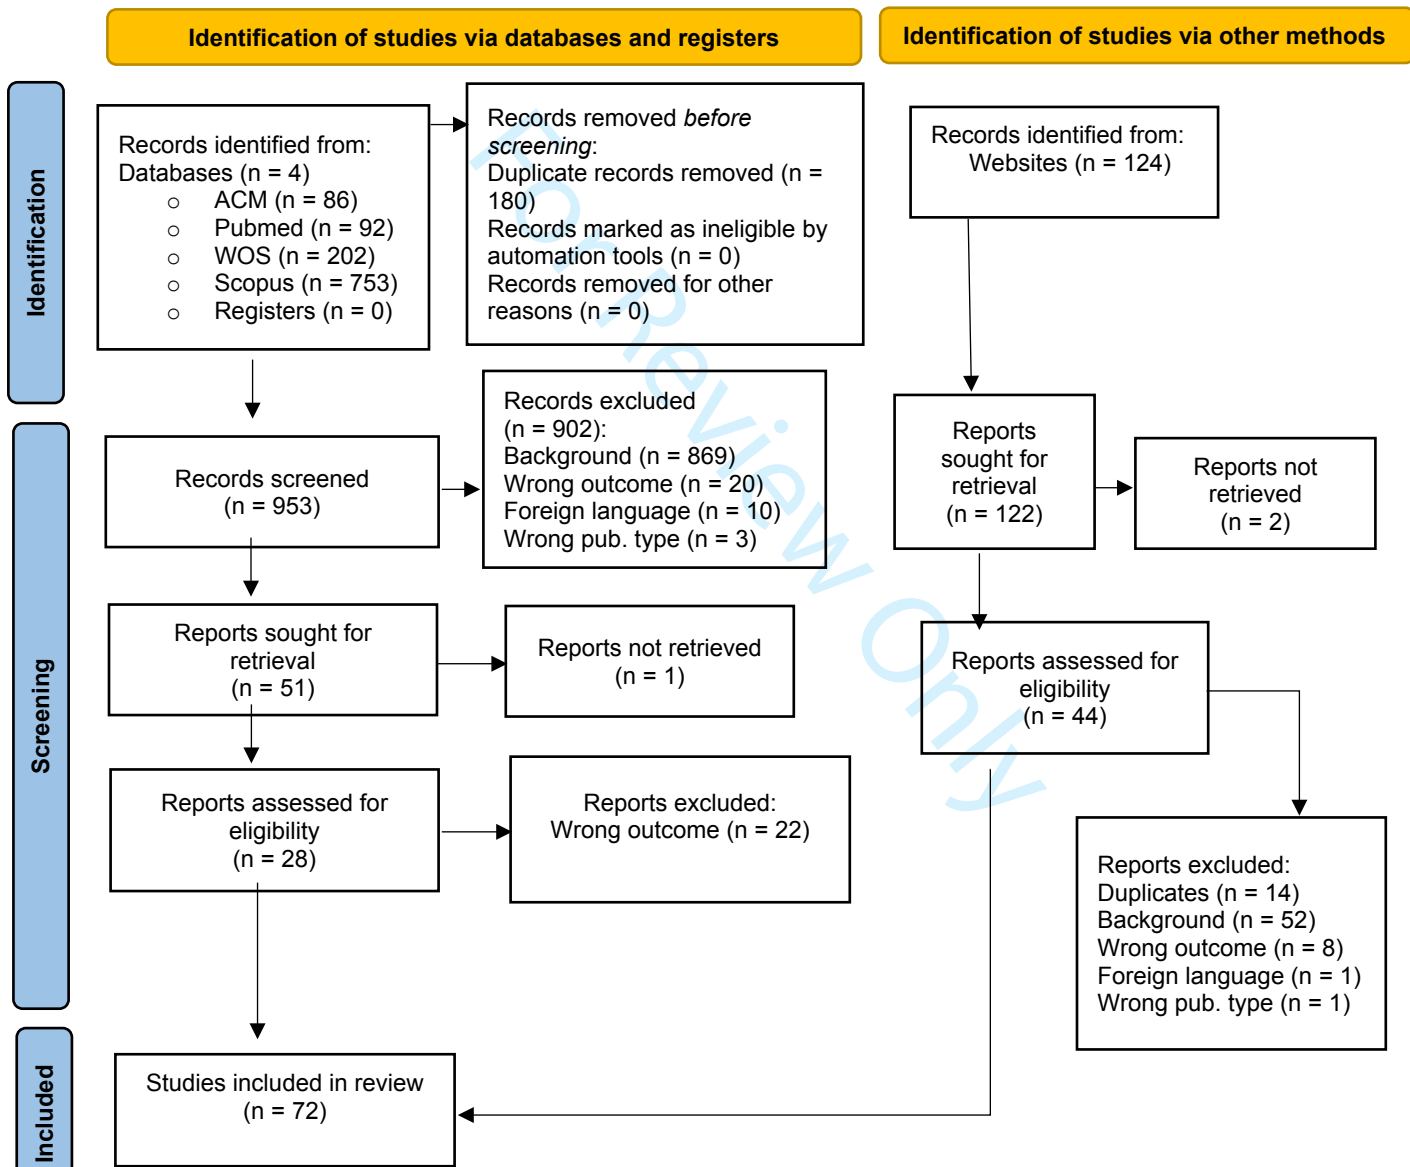 Identification of studies via databases and registers
Identification of studies via other methods
Identification
Records identified from:
Databases (n = 4)
o ACM (n = 86)
o Pubmed (n = 92)
o WOS (n = 202)
o Scopus (n = 753)
o Registers (n = 0)
Records removed before
screening:
Duplicate records removed (n =
180)
Records marked as ineligible by
automation tools (n = 0)
Records removed for other
reasons (n = 0)
Records identified from:
Websites (n = 124)
Screening
Records screened
(n = 953)
Records excluded
(n = 902):
Background (n = 869)
Wrong outcome (n = 20)
Foreign language (n = 10)
Wrong pub. type (n = 3)
Reports
sought for
retrieval
(n = 122)
Reports not
retrieved
(n = 2)
Reports sought for
retrieval
(n = 51)
Reports not retrieved
(n = 1)
Reports assessed for
eligibility
(n = 44)
Reports assessed for
eligibility
(n = 28)
Reports excluded:
Wrong outcome (n = 22)
Reports excluded:
Duplicates (n = 14)
Background (n = 52)
Wrong outcome (n = 8)
Foreign language (n = 1)
Wrong pub. type (n = 1)
Included
Studies included in review
(n = 72)
For Review Only